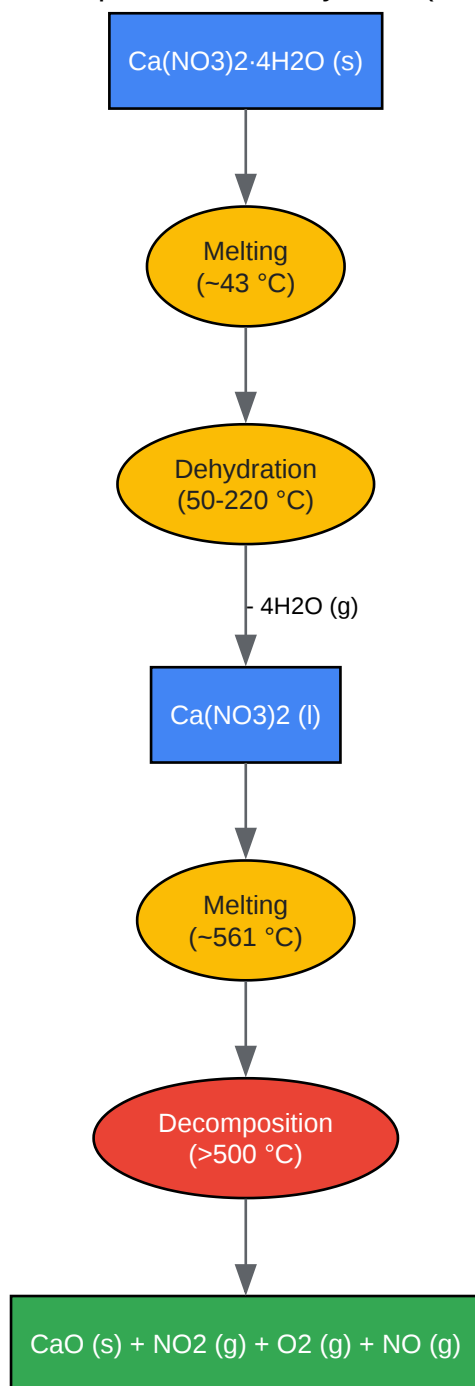 Ca(NO3)2·4H2O (s)
Melting
(~43 °C)
Dehydration
(50-220 °C)
- 4H2O (g)
Ca(NO3)2 (l)
Melting
(~561 °C)
Decomposition
(>500 °C)
CaO (s) + NO2 (g) + O2 (g) + NO (g)